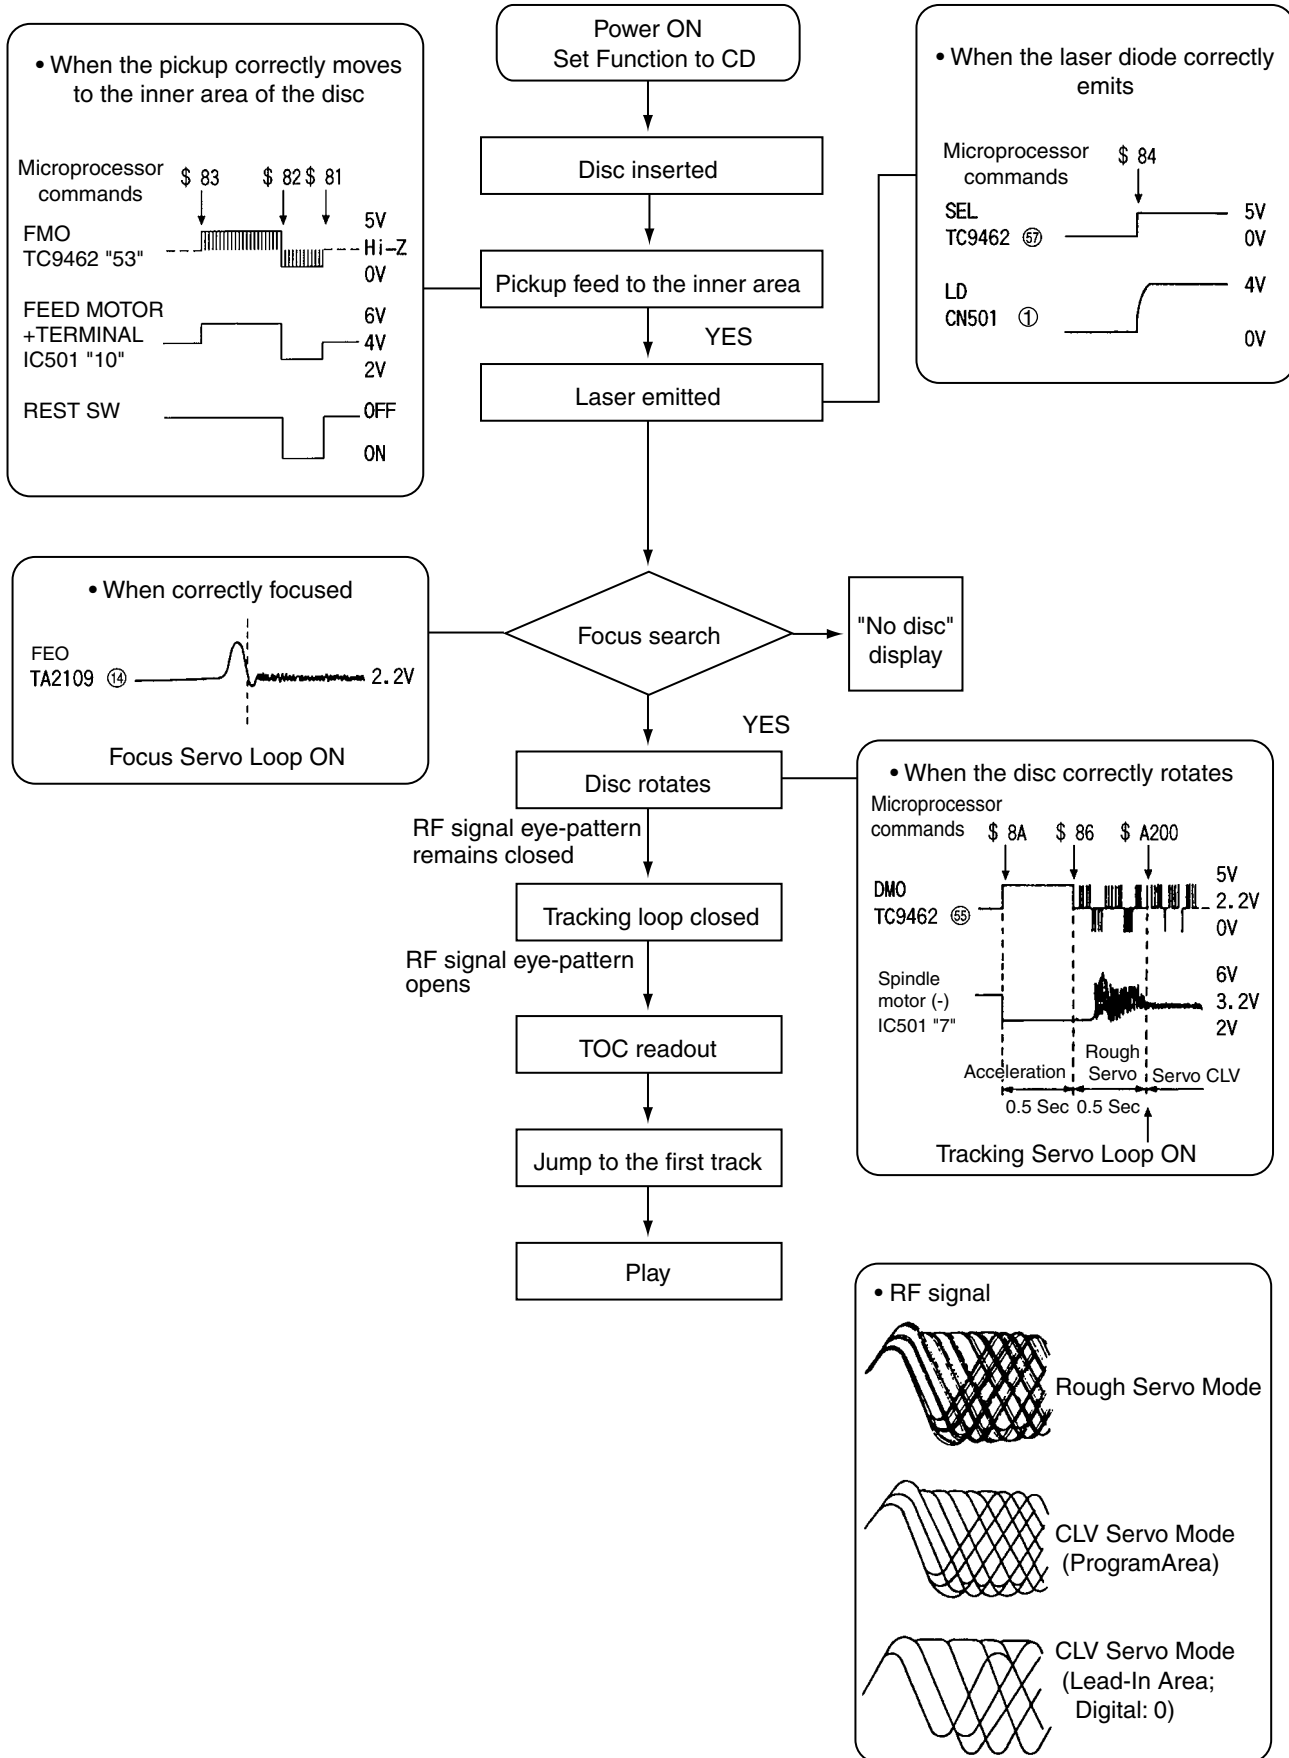 Power ON
Set Function to CD
• When the pickup correctly moves
to the inner area of the disc
Microprocessor
commands
$ 83
$ 82
$ 81
FMO
TC9462 "53"
5V
Hi-Z
0V
FEED MOTOR
+TERMINAL
IC501 "10"
6V
4V
2V
REST SW
OFF
ON
Disc inserted
Pickup feed to the inner area
YES
Laser emitted
• When the laser diode correctly
emits
Microprocessor
commands
$ 84
SEL
TC9462 57
5V
0V
LD
CN501 1
4V
0V
• When correctly focused
FEO
TA2109 14
2.2V
Focus Servo Loop ON
Focus search
"No disc"
display
YES
Disc rotates
RF signal eye-pattern
remains closed
Tracking loop closed
RF signal eye-pattern
opens
TOC readout
Jump to the first track
Play
• When the disc correctly rotates
Microprocessor
commands
$ 8A
$ 86
$ A200
DMO
TC9462 55
5V
2.2V
0V
Spindle
motor (-)
IC501 "7"
6V
3.2V
2V
Acceleration
Rough
Servo
Servo CLV
0.5 Sec
0.5 Sec
Tracking Servo Loop ON
• RF signal
Rough Servo Mode
CLV Servo Mode
(ProgramArea)
CLV Servo Mode
(Lead-In Area;
Digital: 0)